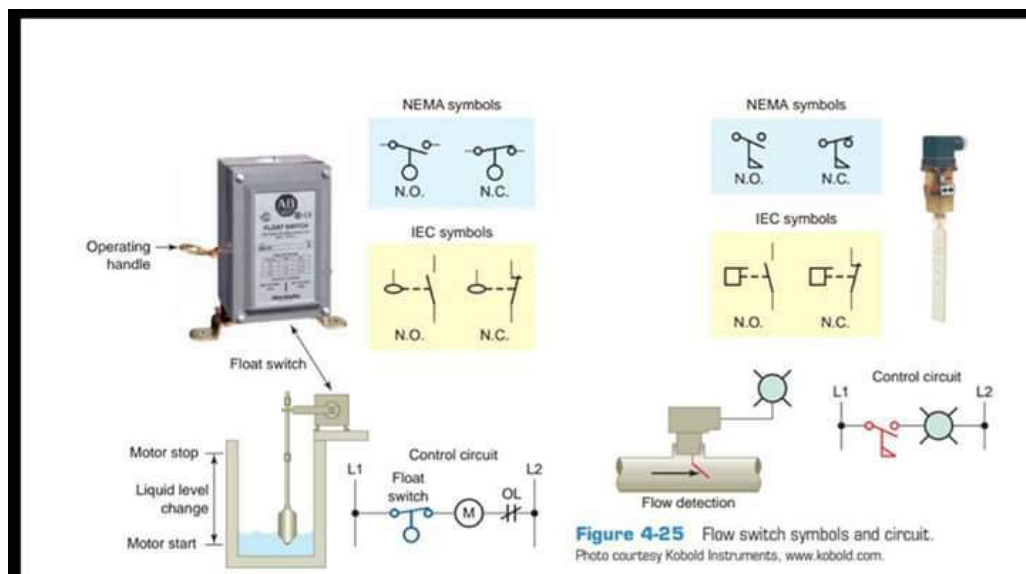 NEMA symbols
N.O.
N.C.
IEC symbols
N.O.
N.C.
AB
FLOAT SWITCH
Operating
handle
Float switch
Motor stop
Liquid level
change
Motor start
Control circuit
L1
L2
Float
switch
OL
M
NEMA symbols
N.O.
N.C.
IEC symbols
N.O.
N.C.
Control circuit
L1
L2
Flow detection
Figure 4-25 Flow switch symbols and circuit.
Photo courtesy Kobold Instruments, www.kobold.com.